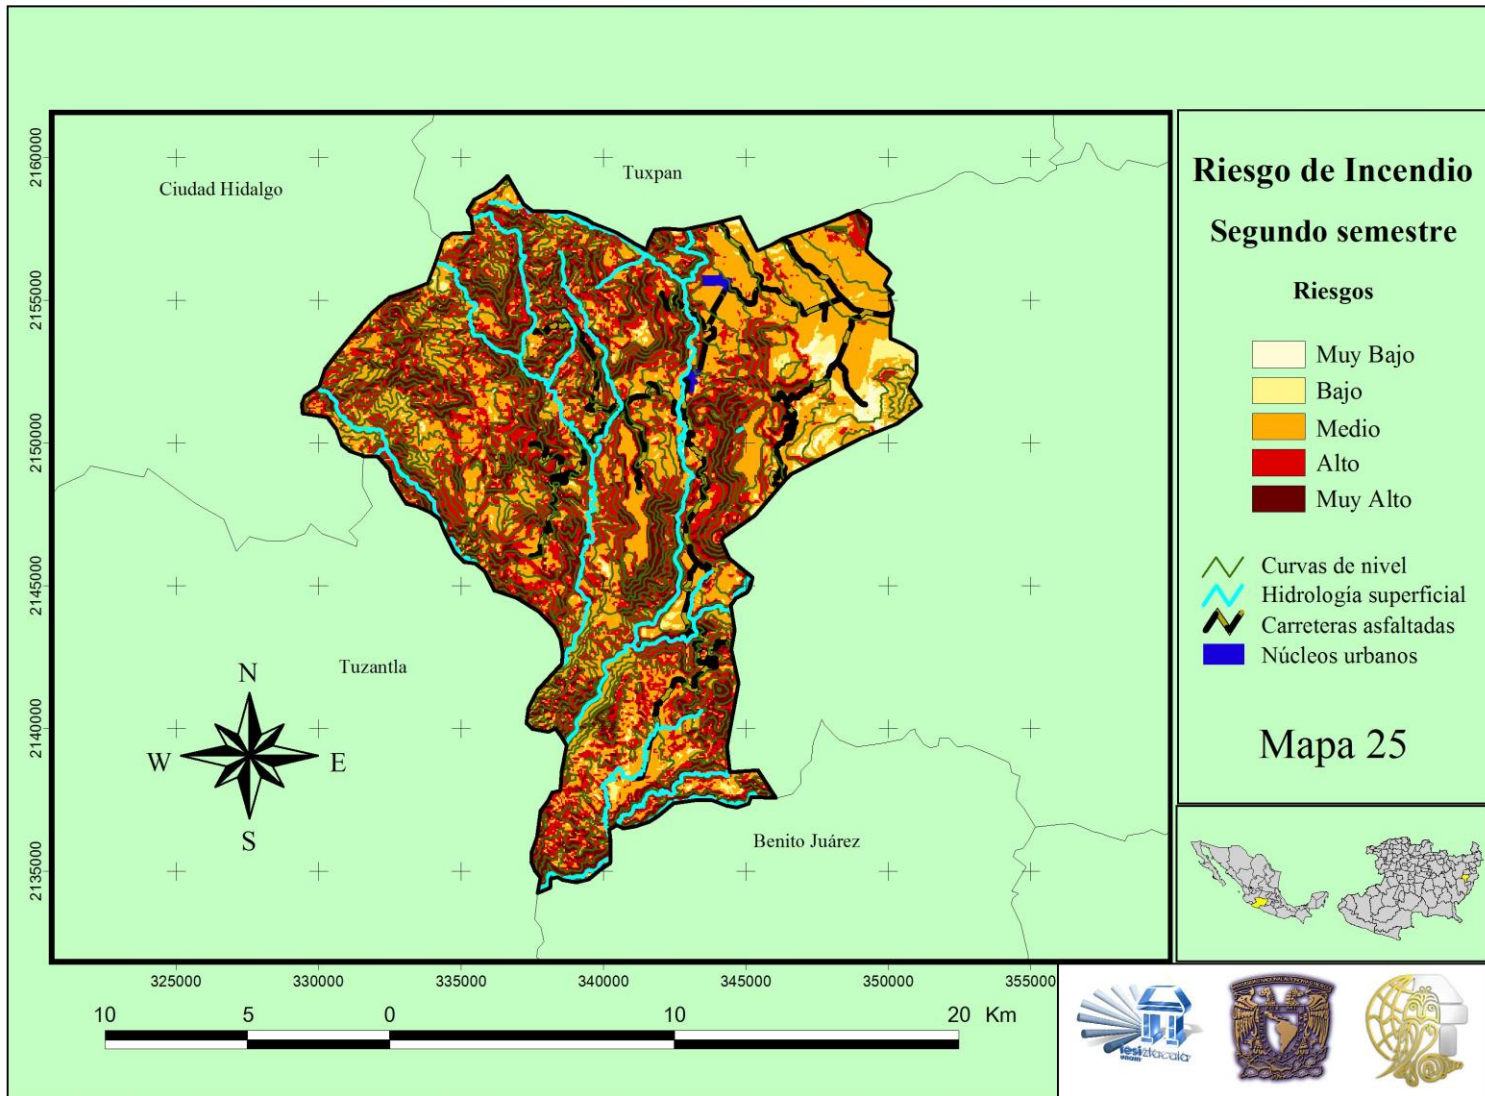 Riesgo de Incendio
Segundo semestre
Riesgos
Muy Bajo
Bajo
Medio
Alto
Muy Alto
Curvas de nivel
Hidrología superficial
Carreteras asfaltadas
Núcleos urbanos
Mapa 25
Ciudad Hidalgo
Tuxpan
Tuzantla
Benito Juárez
N
W
E
S
2160000
2155000
2150000
2145000
2140000
2135000
325000
330000
335000
340000
345000
350000
355000
10 5 0 10 20 Km
iztacala